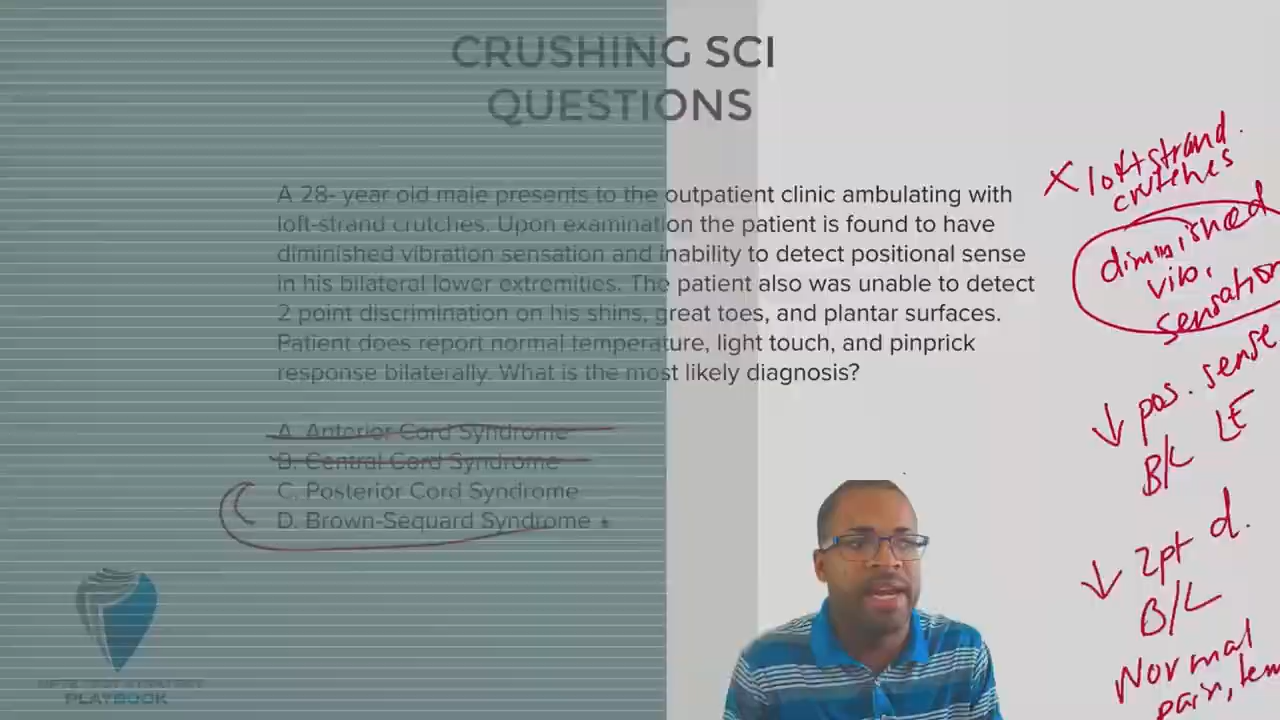 CRUSHING SCI
QUESTIONS
A 28- year old male presents to the outpatient clinic ambulating with
loft-strand crutches. Upon examination the patient is found to have
diminished vibration sensation and inability to detect positional sense
in his bilateral lower extremities. The patient also was unable to detect
2 point discrimination on his shins, great toes, and plantar surfaces.
Patient does report normal temperature, light touch, and pinprick
response bilaterally. What is the most likely diagnosis?
A. Anterior Cord Syndrome
B. Central Cord Syndrome
C. Posterior Cord Syndrome
D. Brown-Sequard Syndrome
X loftstrand
crutches
diminished
vib.
sensation
↓ pos. sense
B/L LE
↓ 2pt d.
B/L
Normal
pain, tem
PLAYBOOK